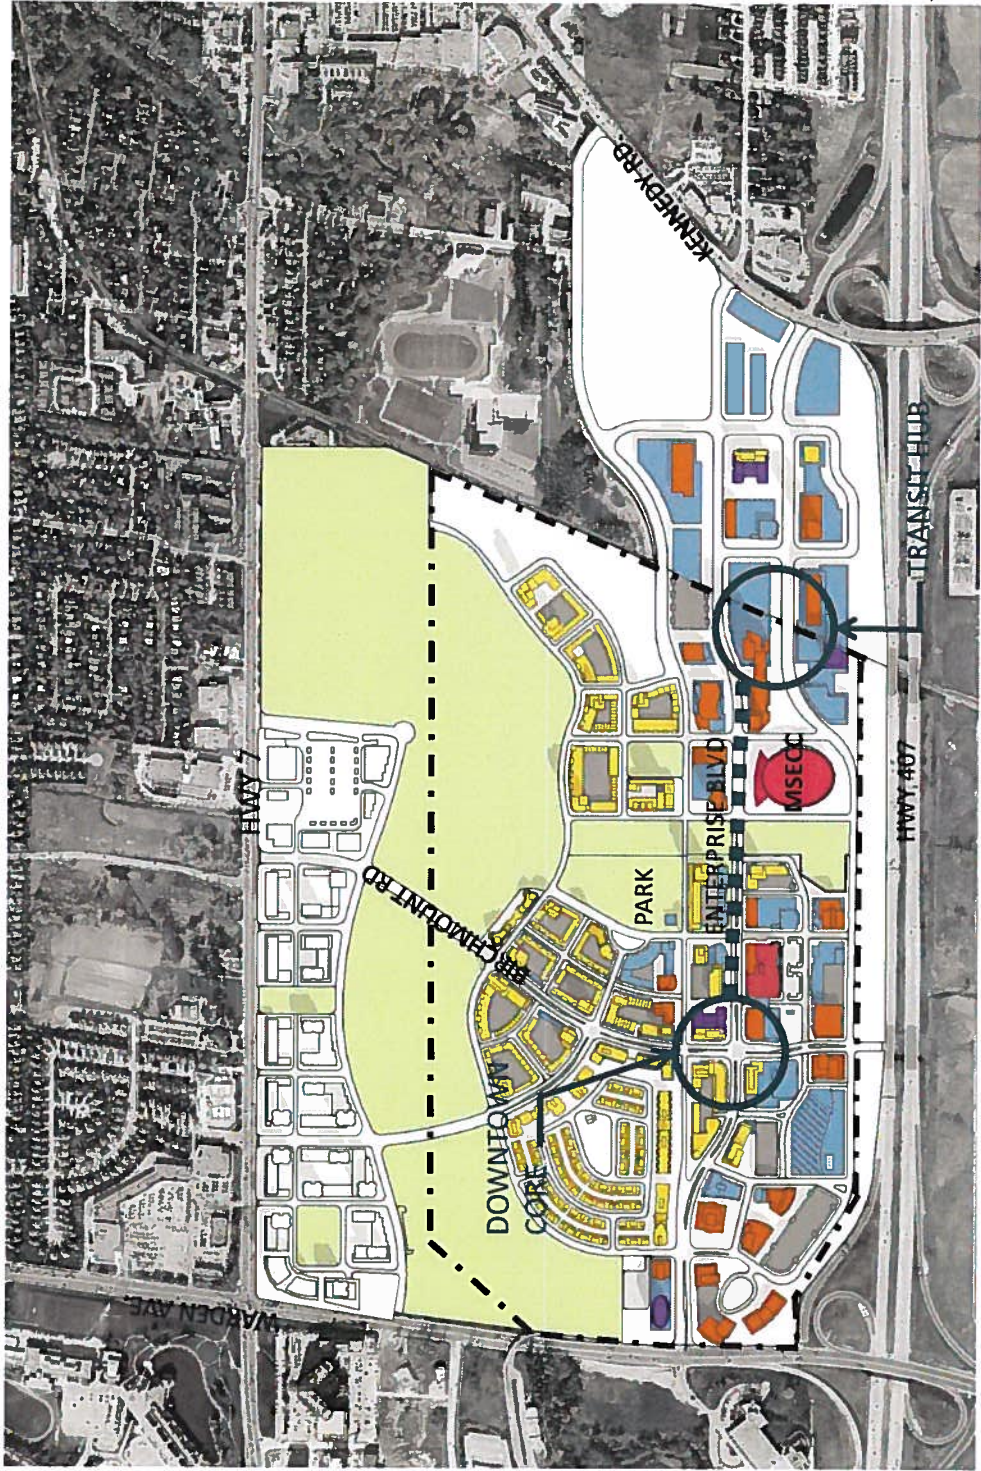 KENNEDY RD.
TRANSIT HUB
HWY 7
HWY 407
MSECC
ENTERPRISE BLVD
PARK
BIRCHMOUNT RD
DOWNTOWN
CORE
WARDEN AVE.